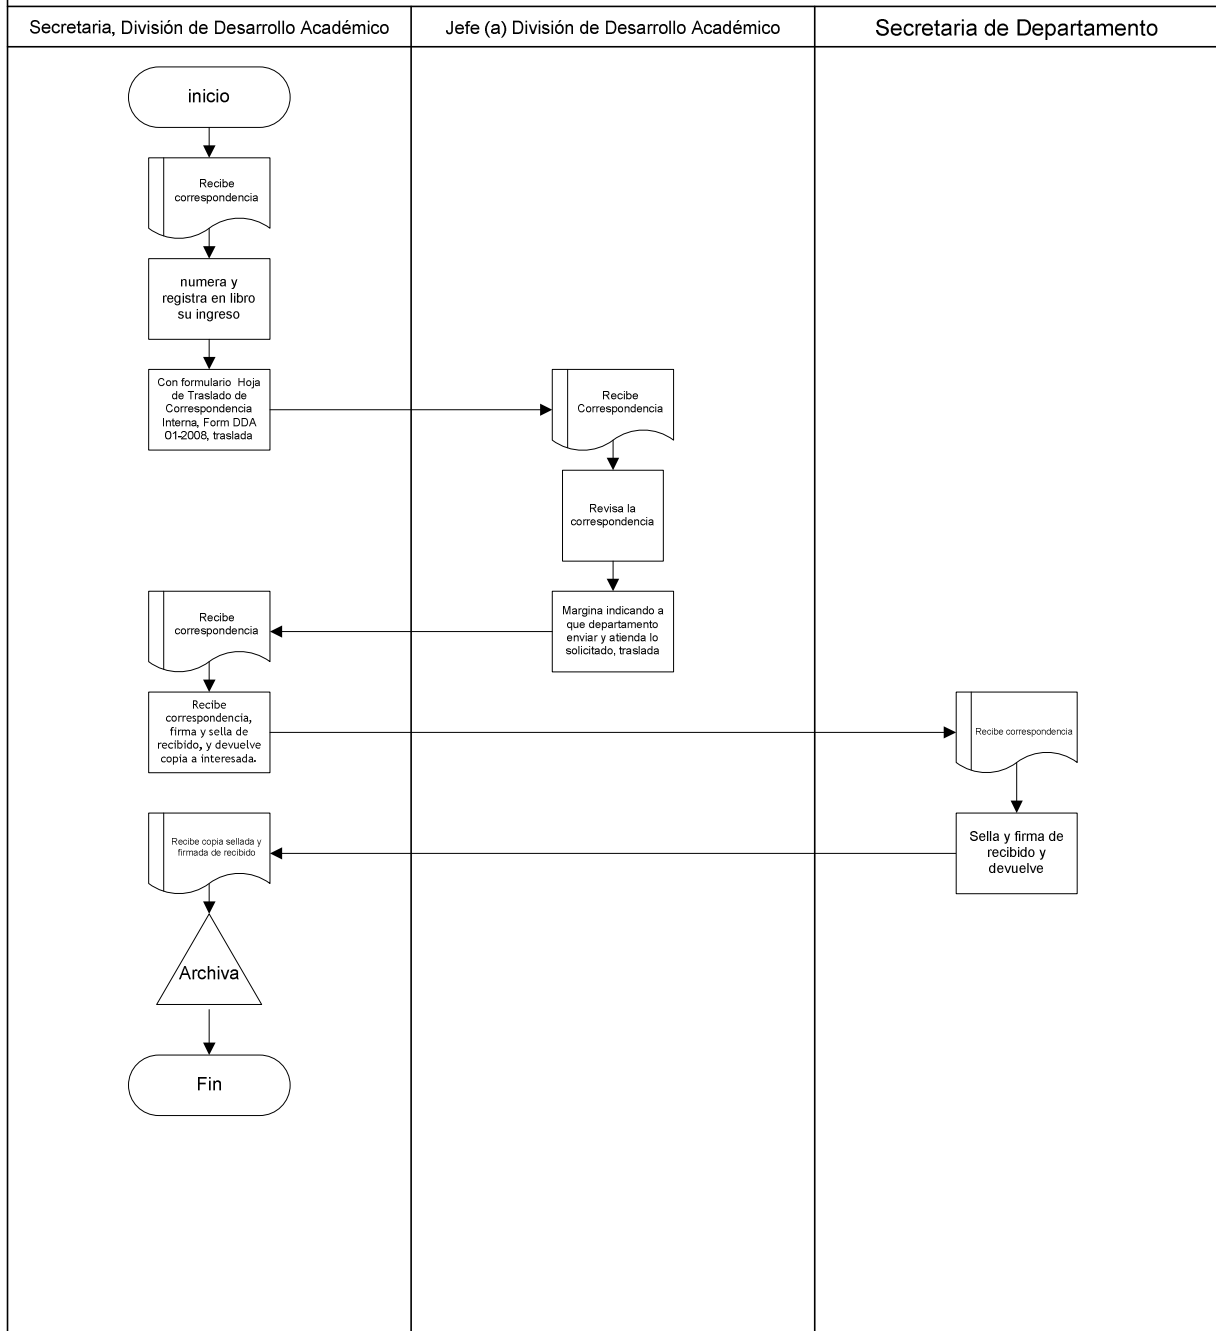 Secretaria, División de Desarrollo Académico
Jefe (a) División de Desarrollo Académico
Secretaria de Departamento
inicio
Recibe
correspondencia
numera y
registra en libro
su ingreso
Con formulario Hoja
de Traslado de
Correspondencia
Interna, Form DDA
01-2008, traslada
Recibe
Correspondencia
Revisa la
correspondencia
Margina indicando a
que departamento
enviar y atienda lo
solicitado, traslada
Recibe
correspondencia
Recibe
correspondencia,
firma y sella de
recibido, y devuelve
copia a interesada.
Recibe correspondencia
Sella y firma de
recibido y
devuelve
Recibe copia sellada y
firmada de recibido
Archiva
Fin